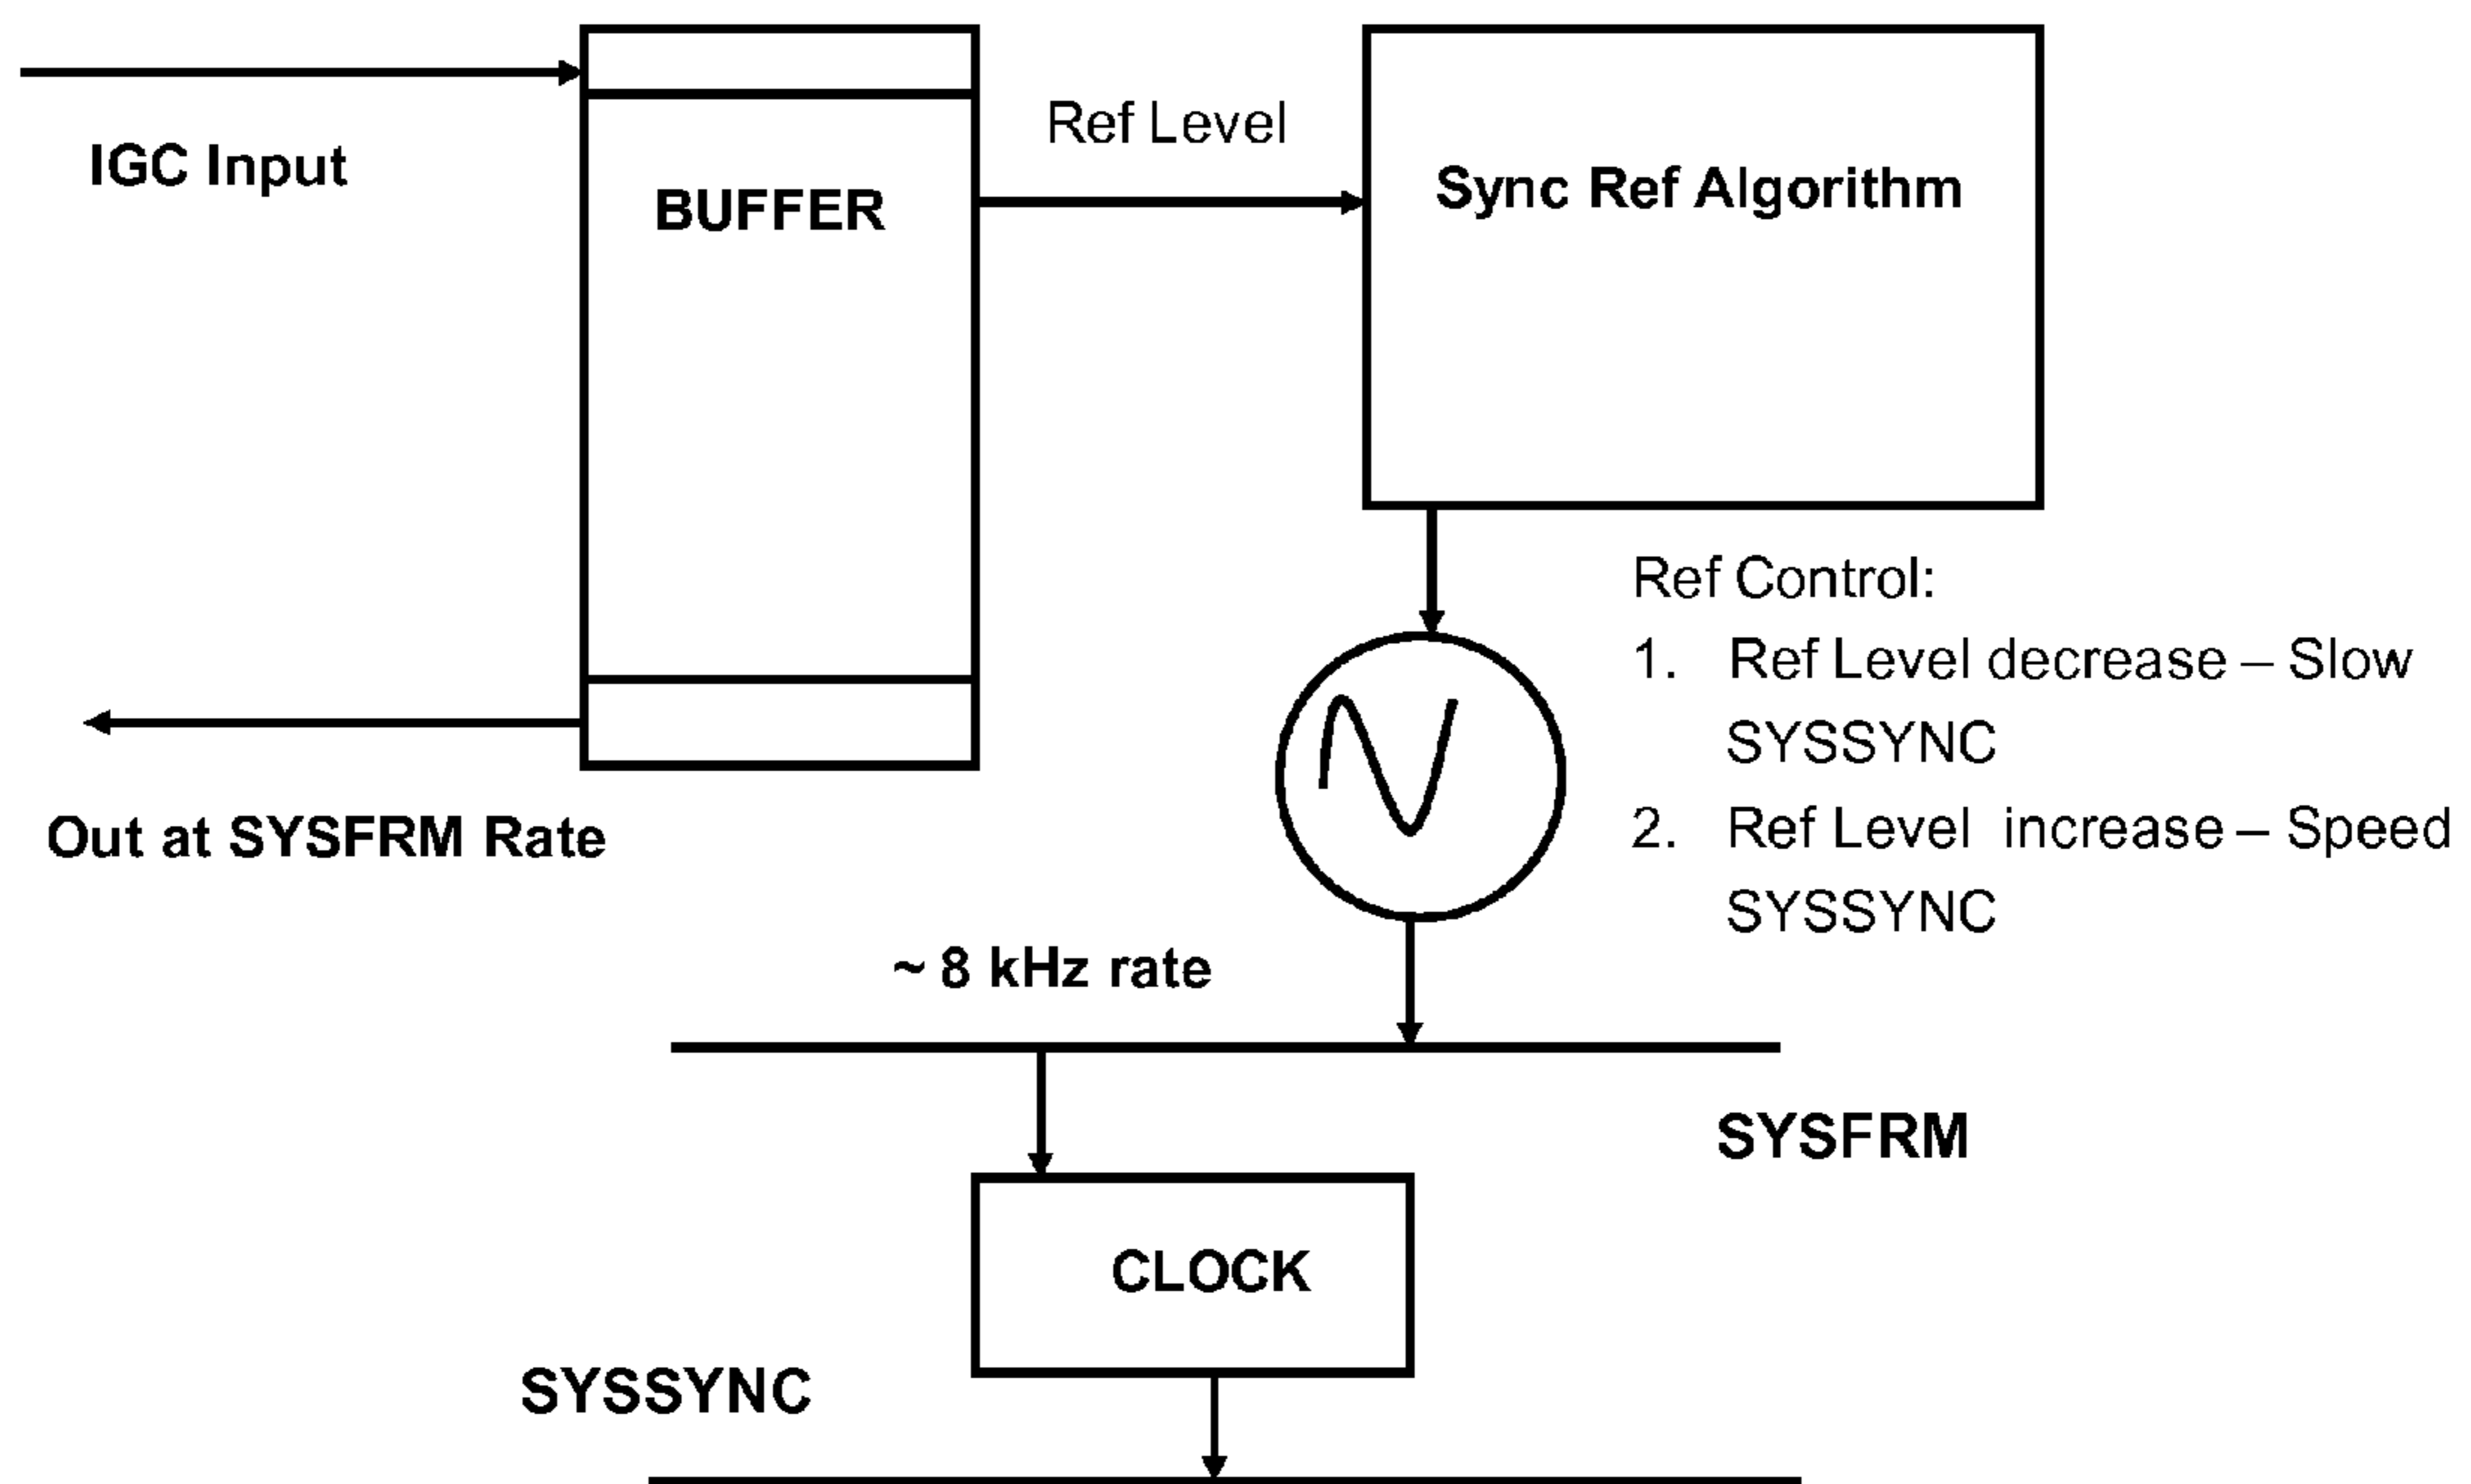 IGC Input
BUFFER
Ref Level
Sync Ref Algorithm
Out at SYSFRM Rate
Ref Control:
1. Ref Level decrease – Slow
SYSSYNC
2. Ref Level increase – Speed
SYSSYNC
~ 8 kHz rate
SYSFRM
CLOCK
SYSSYNC